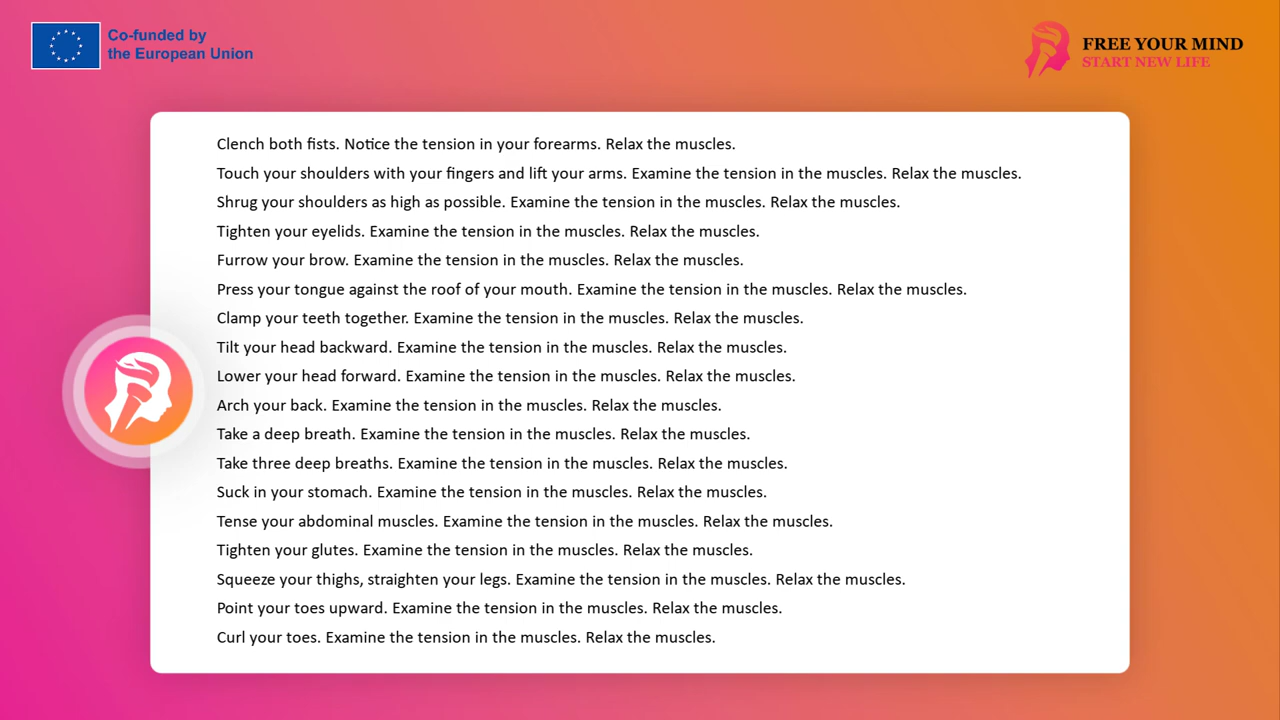 Co-funded by
the European Union
FREE YOUR MIND
START NEW LIFE
Clench both fists. Notice the tension in your forearms. Relax the muscles.
Touch your shoulders with your fingers and lift your arms. Examine the tension in the muscles. Relax the muscles.
Shrug your shoulders as high as possible. Examine the tension in the muscles. Relax the muscles.
Tighten your eyelids. Examine the tension in the muscles. Relax the muscles.
Furrow your brow. Examine the tension in the muscles. Relax the muscles.
Press your tongue against the roof of your mouth. Examine the tension in the muscles. Relax the muscles.
Clamp your teeth together. Examine the tension in the muscles. Relax the muscles.
Tilt your head backward. Examine the tension in the muscles. Relax the muscles.
Lower your head forward. Examine the tension in the muscles. Relax the muscles.
Arch your back. Examine the tension in the muscles. Relax the muscles.
Take a deep breath. Examine the tension in the muscles. Relax the muscles.
Take three deep breaths. Examine the tension in the muscles. Relax the muscles.
Suck in your stomach. Examine the tension in the muscles. Relax the muscles.
Tense your abdominal muscles. Examine the tension in the muscles. Relax the muscles.
Tighten your glutes. Examine the tension in the muscles. Relax the muscles.
Squeeze your thighs, straighten your legs. Examine the tension in the muscles. Relax the muscles.
Point your toes upward. Examine the tension in the muscles. Relax the muscles.
Curl your toes. Examine the tension in the muscles. Relax the muscles.